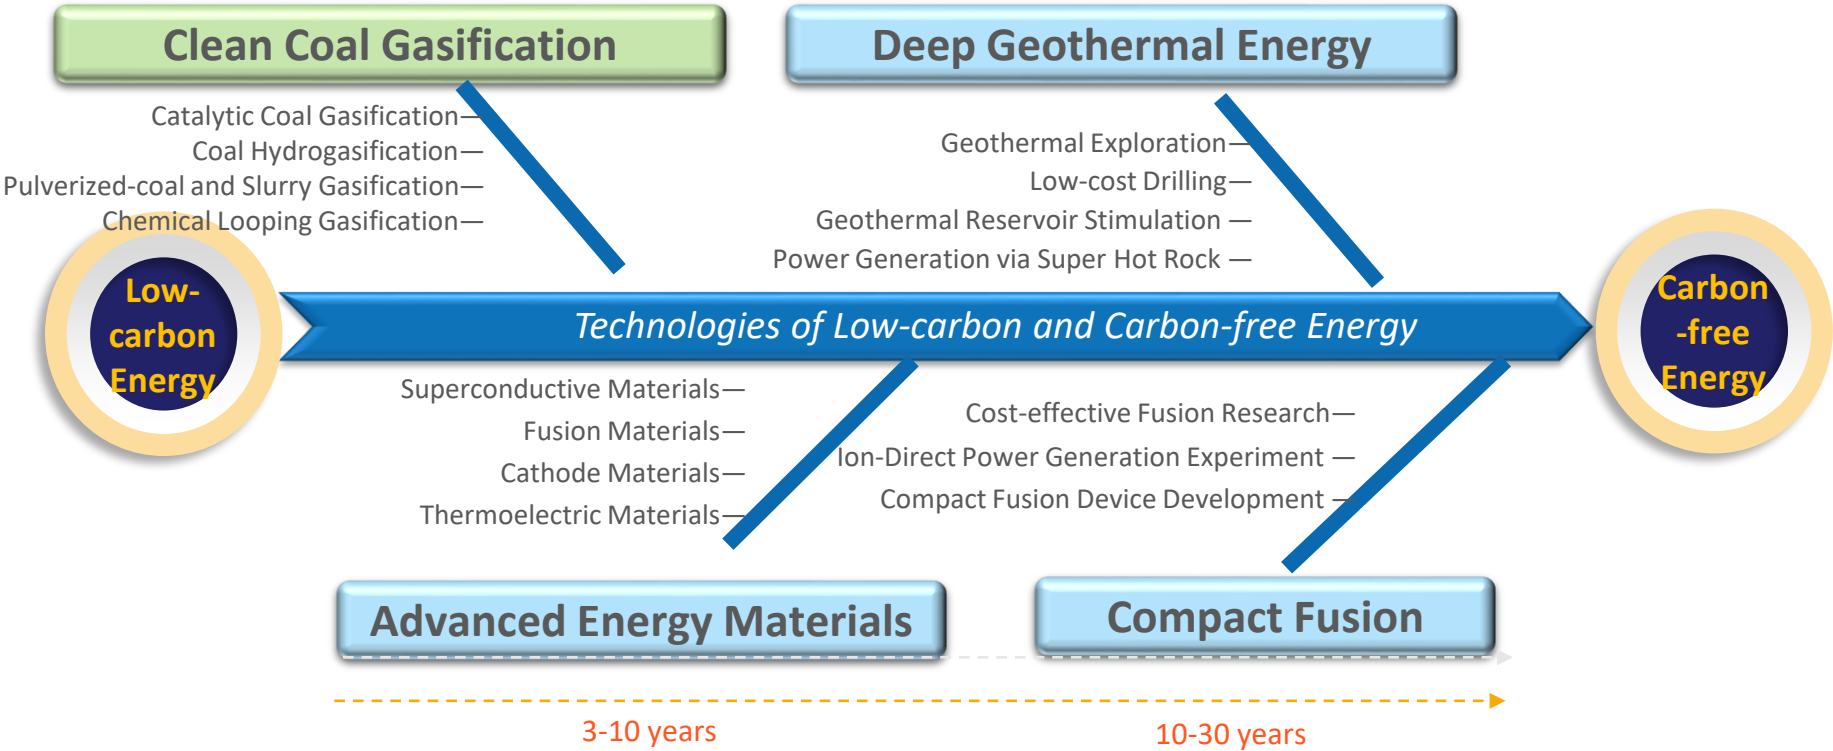 Clean Coal Gasification
Deep Geothermal Energy
Catalytic Coal Gasification—
Coal Hydrogasification—
Pulverized-coal and Slurry Gasification—
Chemical Looping Gasification—
Geothermal Exploration—
Low-cost Drilling—
Geothermal Reservoir Stimulation —
Power Generation via Super Hot Rock —
Low-
carbon
Energy
Technologies of Low-carbon and Carbon-free Energy
Carbon
-free
Energy
Superconductive Materials—
Fusion Materials—
Cathode Materials—
Thermoelectric Materials—
Cost-effective Fusion Research—
Ion-Direct Power Generation Experiment —
Compact Fusion Device Development —
Advanced Energy Materials
Compact Fusion
3-10 years
10-30 years